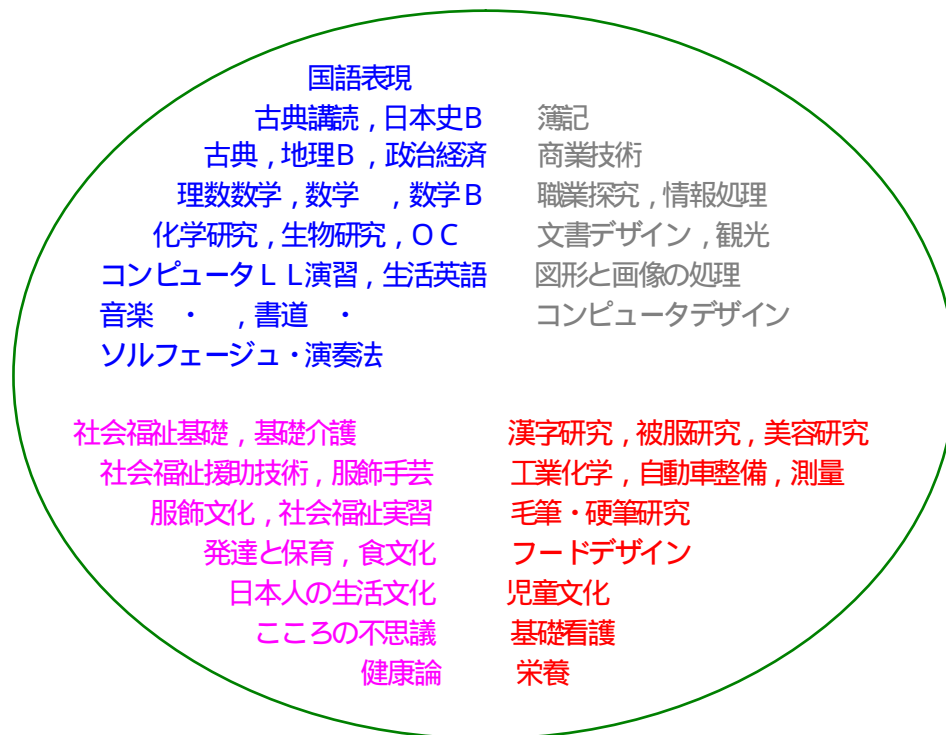 国語表現
古典講読,日本史B
古典,地理B,政治経済
理数数学,数学　,数学B
化学研究,生物研究,OC
コンピュータLL演習,生活英語
音楽　・　,書道　・
ソルフェージュ・演奏法
簿記
商業技術
職業探究,情報処理
文書デザイン,観光
図形と画像の処理
コンピュータデザイン
社会福祉基礎,基礎介護
社会福祉援助技術,服飾手芸
服飾文化,社会福祉実習
発達と保育,食文化
日本人の生活文化
こころの不思議
健康論
漢字研究,被服研究,美容研究
工業化学,自動車整備,測量
毛筆・硬筆研究
フードデザイン
児童文化
基礎看護
栄養